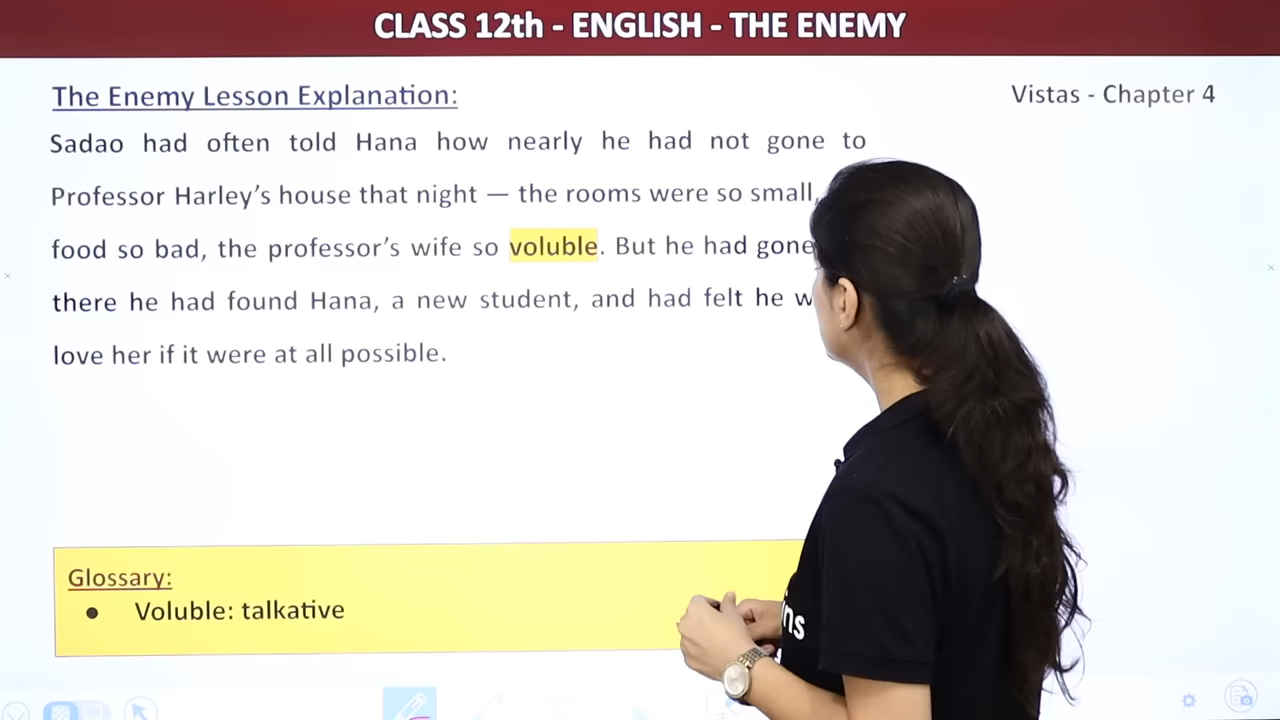 CLASS 12th - ENGLISH - THE ENEMY
The Enemy Lesson Explanation:
Vistas - Chapter 4
Sadao had often told Hana how nearly he had not gone to
Professor Harley’s house that night — the rooms were so small,
food so bad, the professor’s wife so voluble. But he had gone
there he had found Hana, a new student, and had felt he
love her if it were at all possible.
Glossary:
● Voluble: talkative